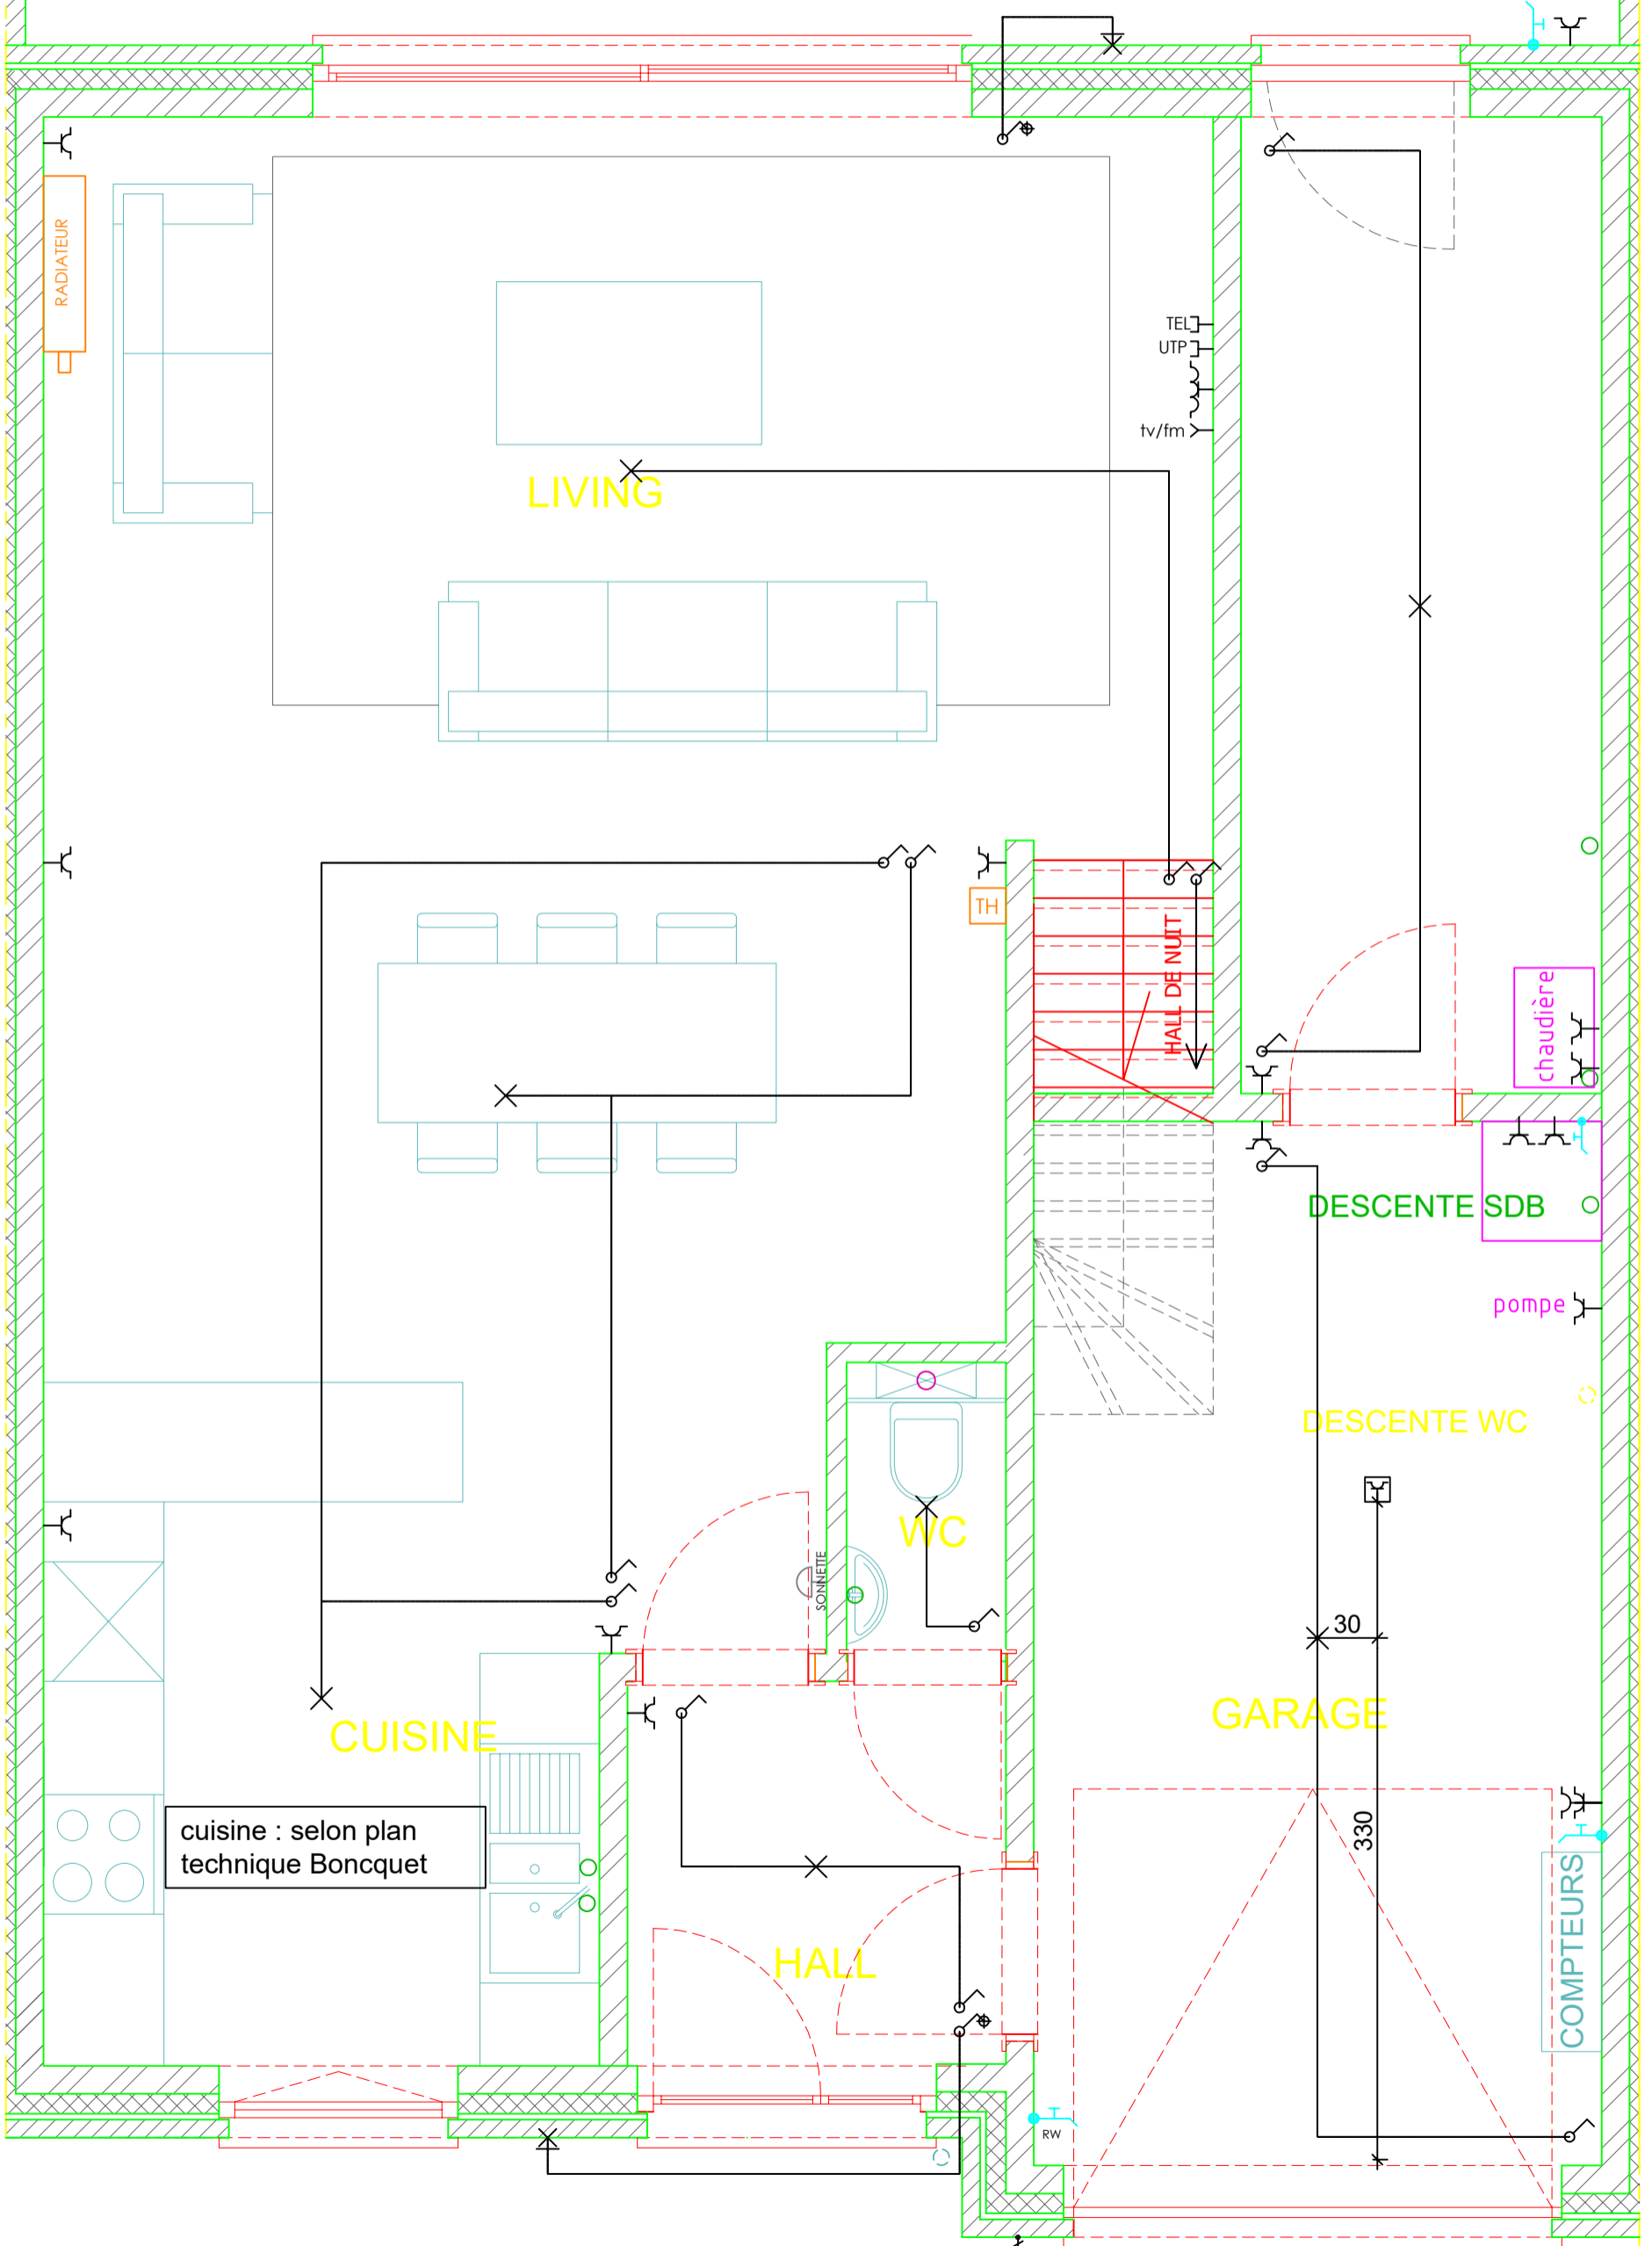 RADIATEUR
TEL
UTP
tv/fm
LIVING
TH
HALL DE NUIT
chaudière
DESCENTE SDB
pompe
DESCENTE WC
WC
SONNETTE
30
GARAGE
CUISINE
cuisine : selon plan
technique Boncquet
330
COMPTEURS
HALL
RW